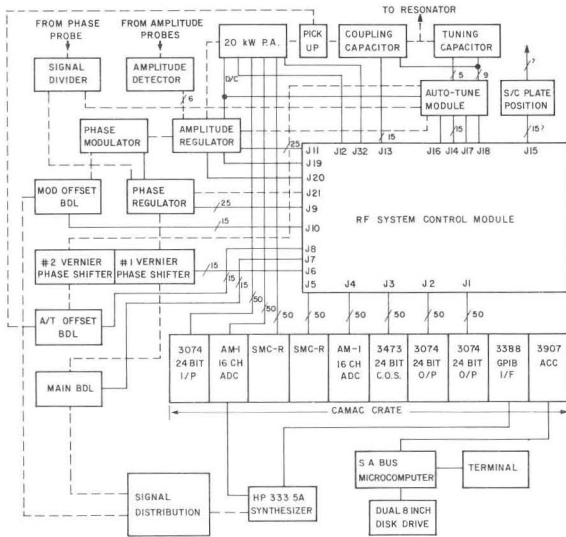 TO RESONATOR
FROM PHASE
PROBE
FROM AMPLITUDE
PROBES
20 kW P.A.
PICK
UP
COUPLING
CAPACITOR
TUNING
CAPACITOR
SIGNAL
DIVIDER
AMPLITUDE
DETECTOR
D/C
5
9
?
6
AUTO-TUNE
MODULE
S/C PLATE
POSITION
PHASE
MODULATOR
AMPLITUDE
REGULATOR
25
15
15
15?
J11
J12
J32
J13
J16
J14
J17
J18
J15
J19
J20
J21
MOD OFFSET
BDL
PHASE
REGULATOR
25
J9
15
J10
RF SYSTEM CONTROL MODULE
#2 VERNIER
PHASE SHIFTER
#1 VERNIER
PHASE SHIFTER
15
15
15
J8
J7
J6
J5
J4
J3
J2
J1
A/T OFFSET
BDL
50
50
50
50
50
50
50
50
MAIN BDL
3074
24 BIT
I/P
AM-1
16 CH
ADC
SMC-R
SMC-R
AM-1
16 CH
ADC
3473
24 BIT
C.O.S.
3074
24 BIT
O/P
3074
24 BIT
O/P
3388
GPIB
I/F
3907
ACC
CAMAC CRATE
SIGNAL
DISTRIBUTION
HP 333 5A
SYNTHESIZER
S A BUS
MICROCOMPUTER
TERMINAL
DUAL 8 INCH
DISK DRIVE